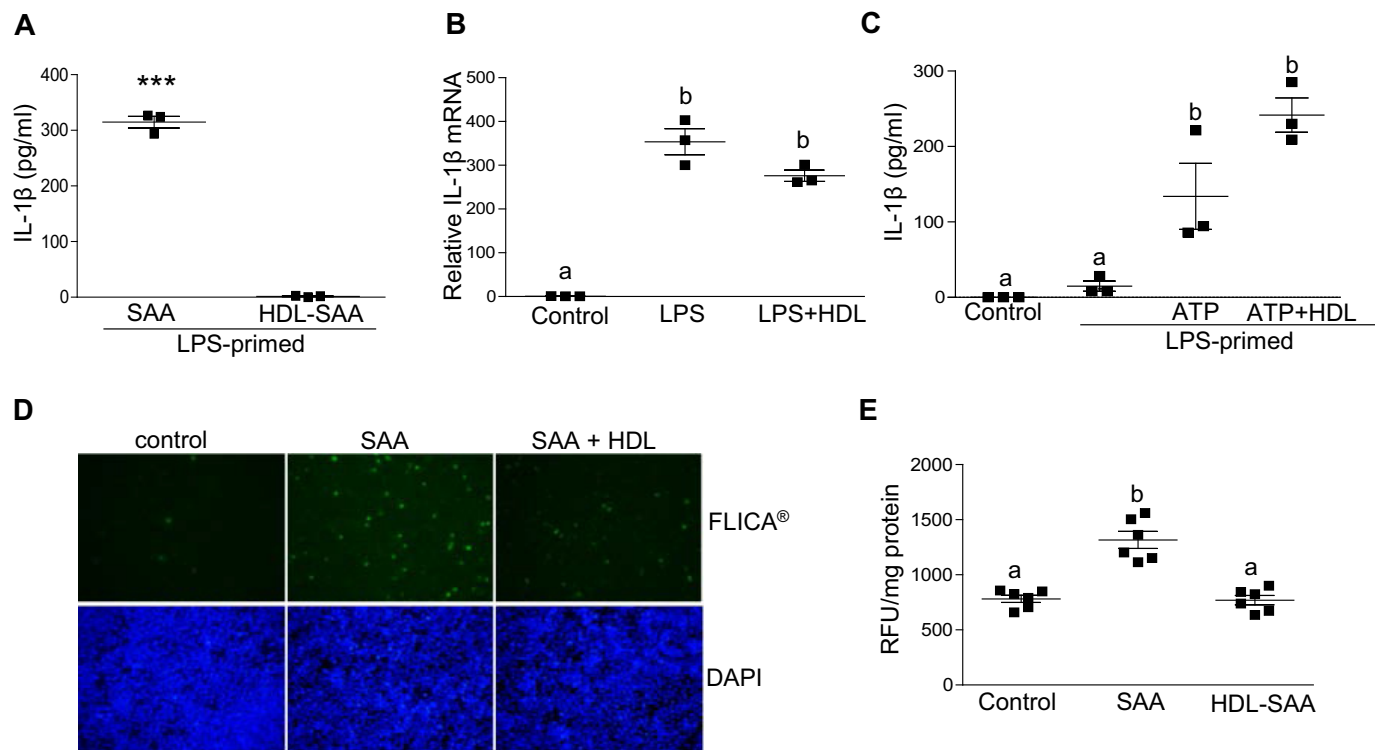 A
IL-1β (pg/ml)
400
300
200
100
0
***
SAA
HDL-SAA
LPS-primed
B
Relative IL-1β mRNA
500
400
300
200
100
0
a
b
b
Control
LPS
LPS+HDL
C
IL-1β (pg/ml)
300
200
100
0
a
a
b
b
Control
ATP
ATP+HDL
LPS-primed
D
control
SAA
SAA + HDL
FLICA®
DAPI
E
RFU/mg protein
2000
1500
1000
500
0
a
b
a
Control
SAA
HDL-SAA